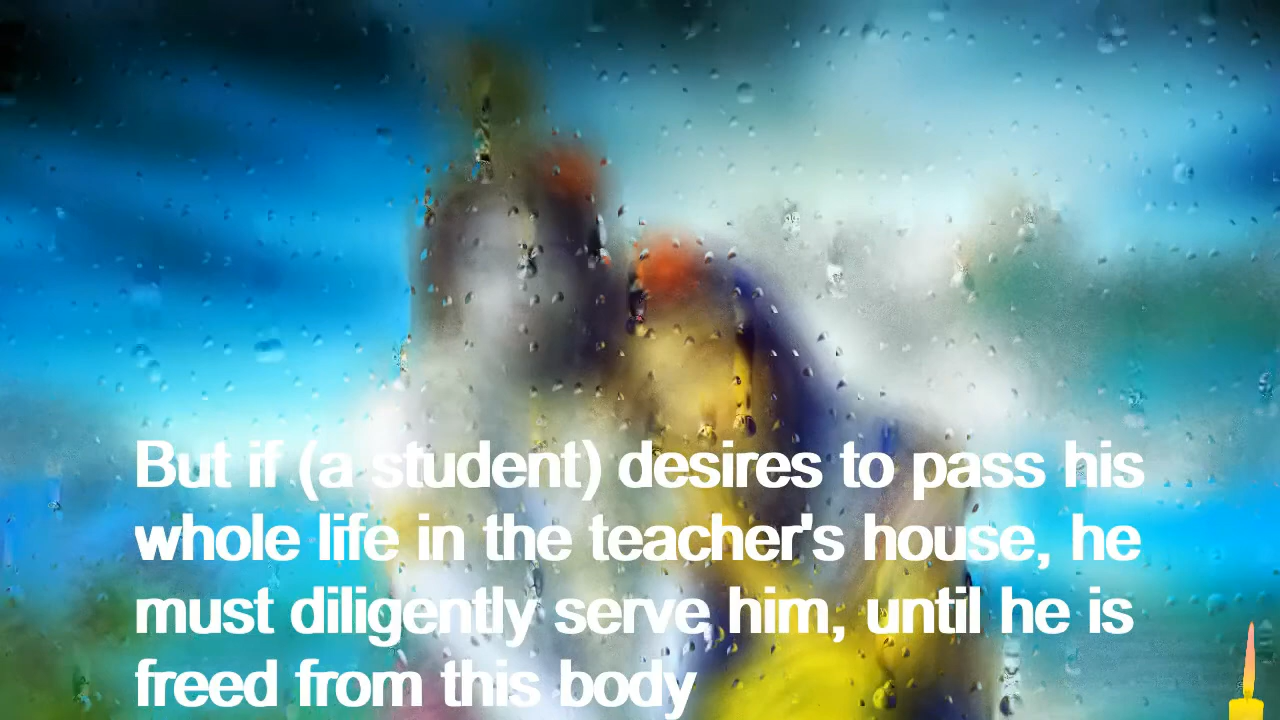 But if (a student) desires to pass his
whole life in the teacher's house, he
must diligently serve him, until he is
freed from this body